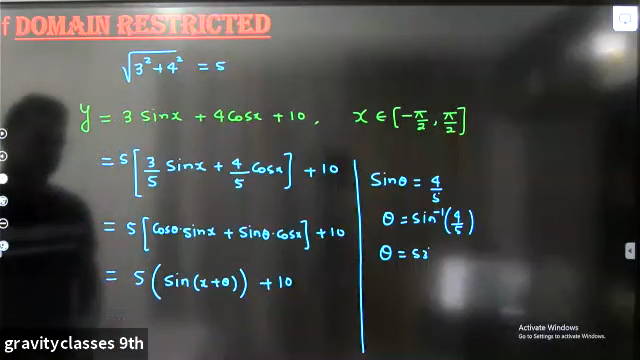 f DOMAIN RESTRICTED
√(3²+4²) = 5
y = 3 sinx + 4 cosx + 10, x ∈ [-π/2, π/2]
= 5 [3/5 sinx + 4/5 cosx] + 10
= 5 [cosθ·sinx + sinθ·cosx] + 10
= 5 (sin(x+θ)) + 10
sinθ = 4/5
θ = sin⁻¹(4/5)
θ = 53
Activate Windows
Go to Settings to activate Windows.
gravityclasses 9th